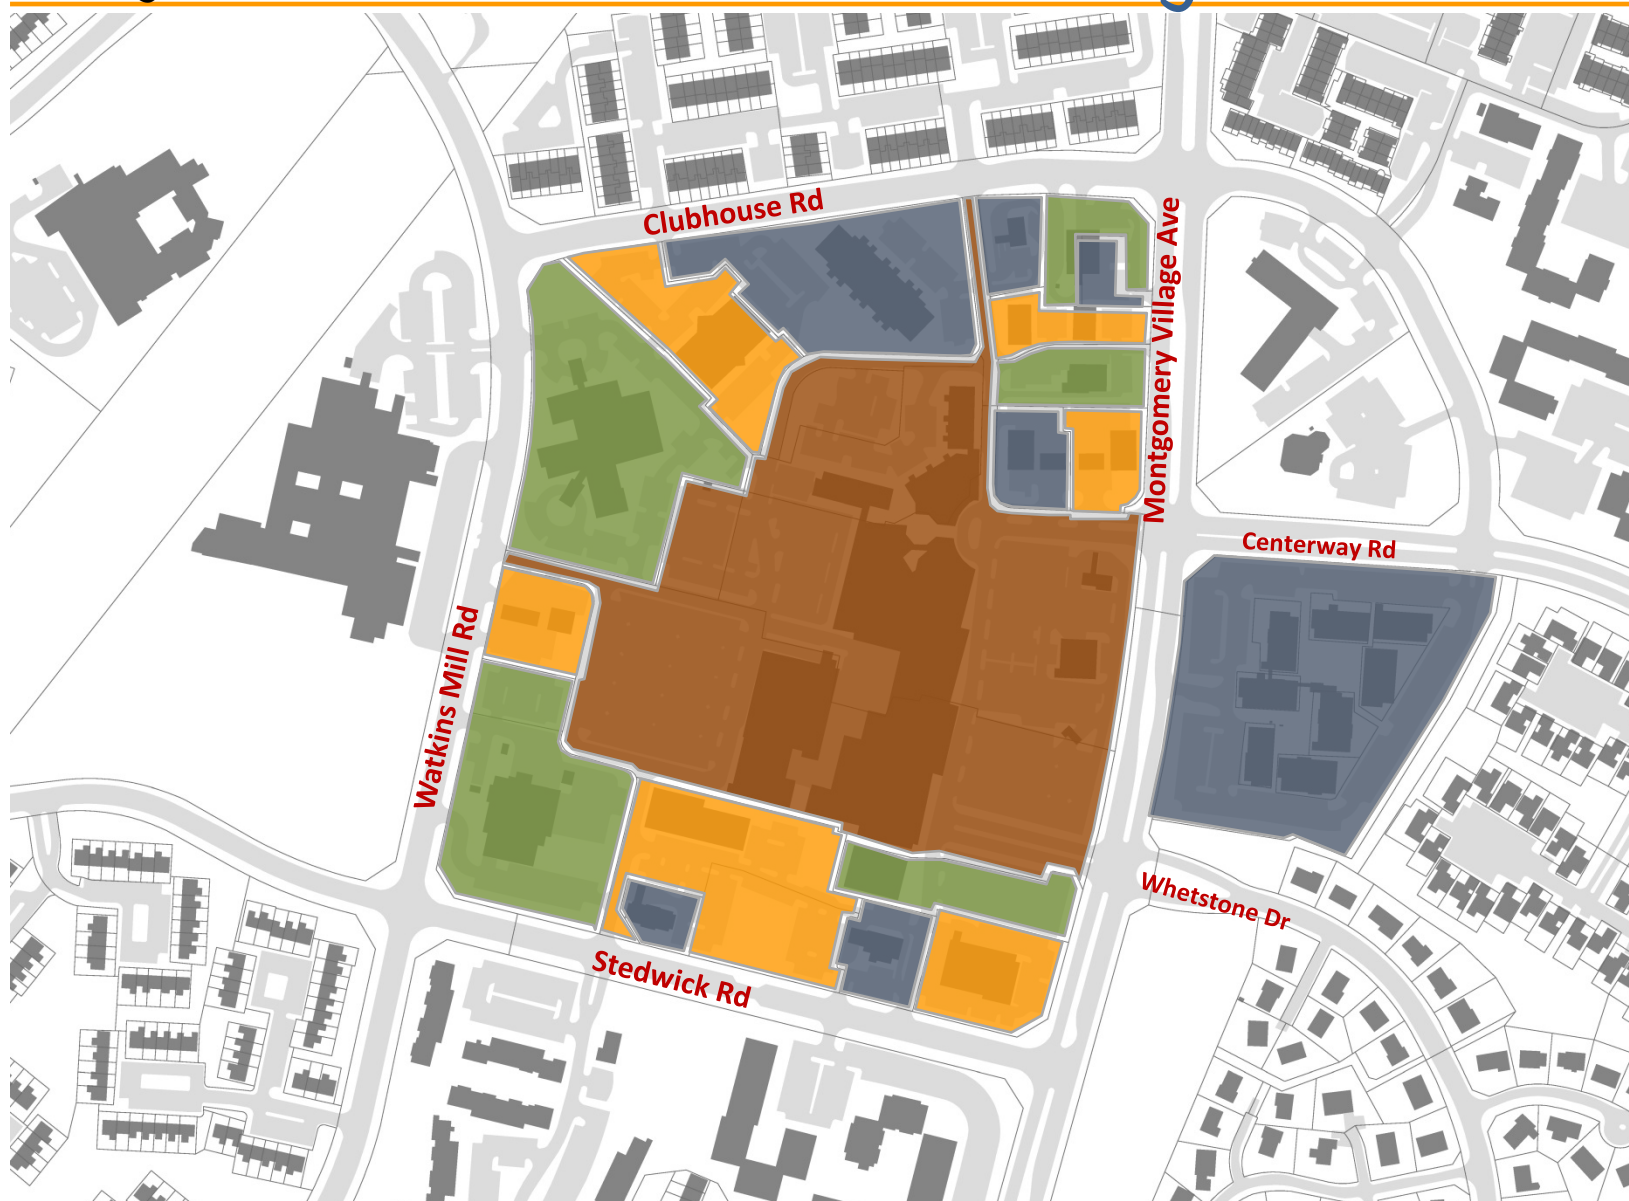 Clubhouse Rd
Montgomery Village Ave
Centerway Rd
Watkins Mill Rd
Whetstone Dr
Stedwick Rd